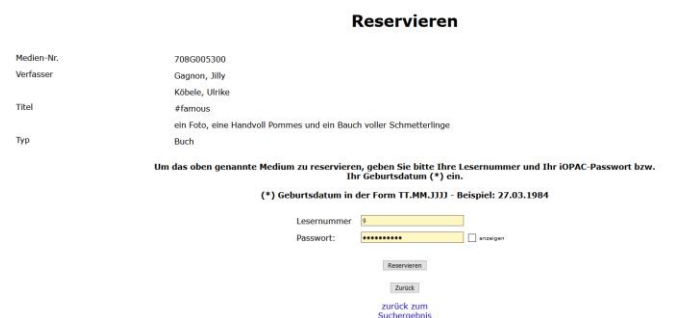 Reservieren
Medien-Nr. 708G005300
Verfasser Gagnon, Jilly
Köbele, Ulrike
Titel #famous
ein Foto, eine Handvoll Pommes und ein Bauch voller Schmetterlinge
Typ Buch
Um das oben genannte Medium zu reservieren, geben Sie bitte Ihre Lesernummer und Ihr iOPAC-Passwort bzw.
Ihr Geburtsdatum (*) ein.
(*) Geburtsdatum in der Form TT.MM.JJJJ - Beispiel: 27.03.1984
Lesernummer 9
Passwort: •••••••••• anzeigen
Reservieren
Zurück
zurück zum
Suchergebnis